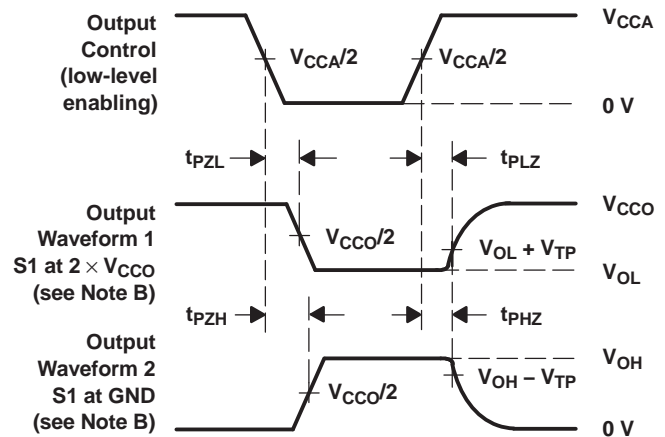 Output
Control
(low-level
enabling)
V_CCA
V_CCA/2
V_CCA/2
0 V
t_PZL
t_PLZ
Output
Waveform 1
S1 at 2 × V_CCO
(see Note B)
V_CCO
V_CCO/2
V_OL + V_TP
V_OL
t_PZH
t_PHZ
Output
Waveform 2
S1 at GND
(see Note B)
V_OH
V_CCO/2
V_OH − V_TP
0 V